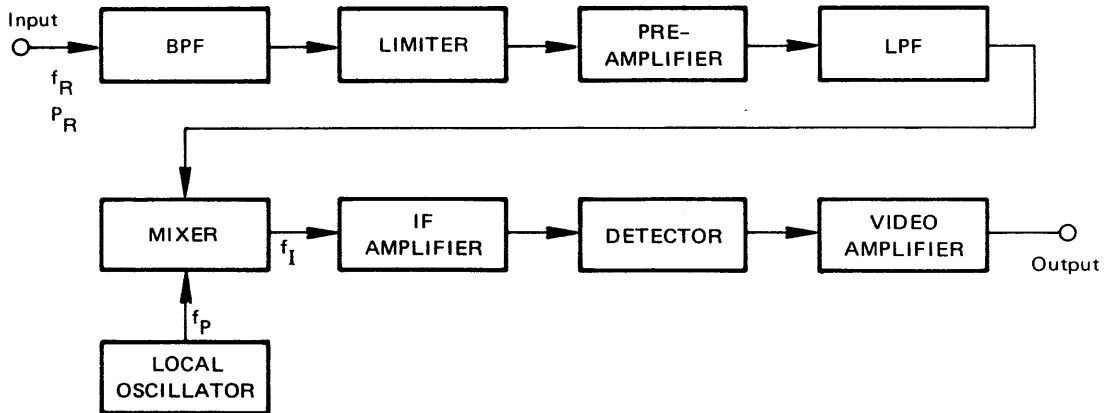 Input
f_R
P_R
BPF
LIMITER
PRE-
AMPLIFIER
LPF
MIXER
f_I
IF
AMPLIFIER
DETECTOR
VIDEO
AMPLIFIER
Output
f_P
LOCAL
OSCILLATOR